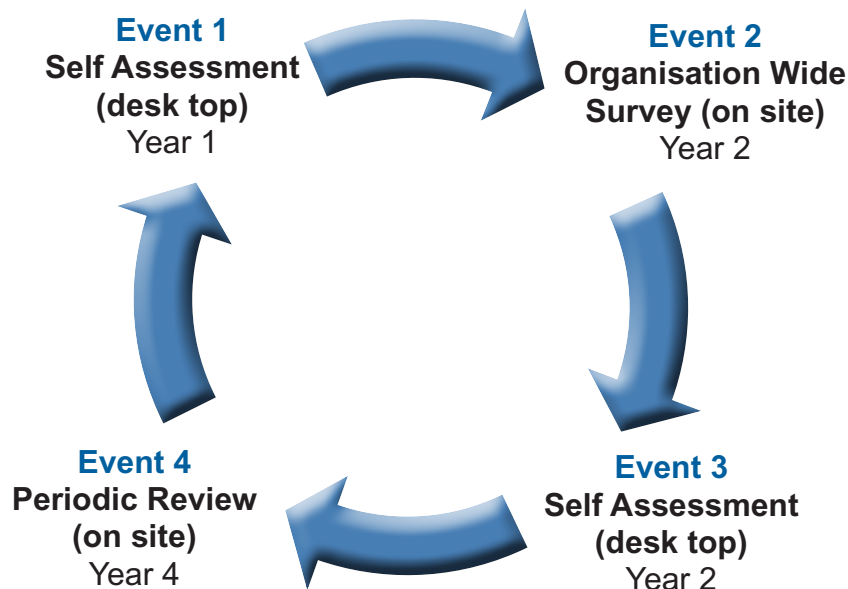 Event 1
Self Assessment
(desk top)
Year 1
Event 2
Organisation Wide
Survey (on site)
Year 2
Event 3
Self Assessment
(desk top)
Year 2
Event 4
Periodic Review
(on site)
Year 4